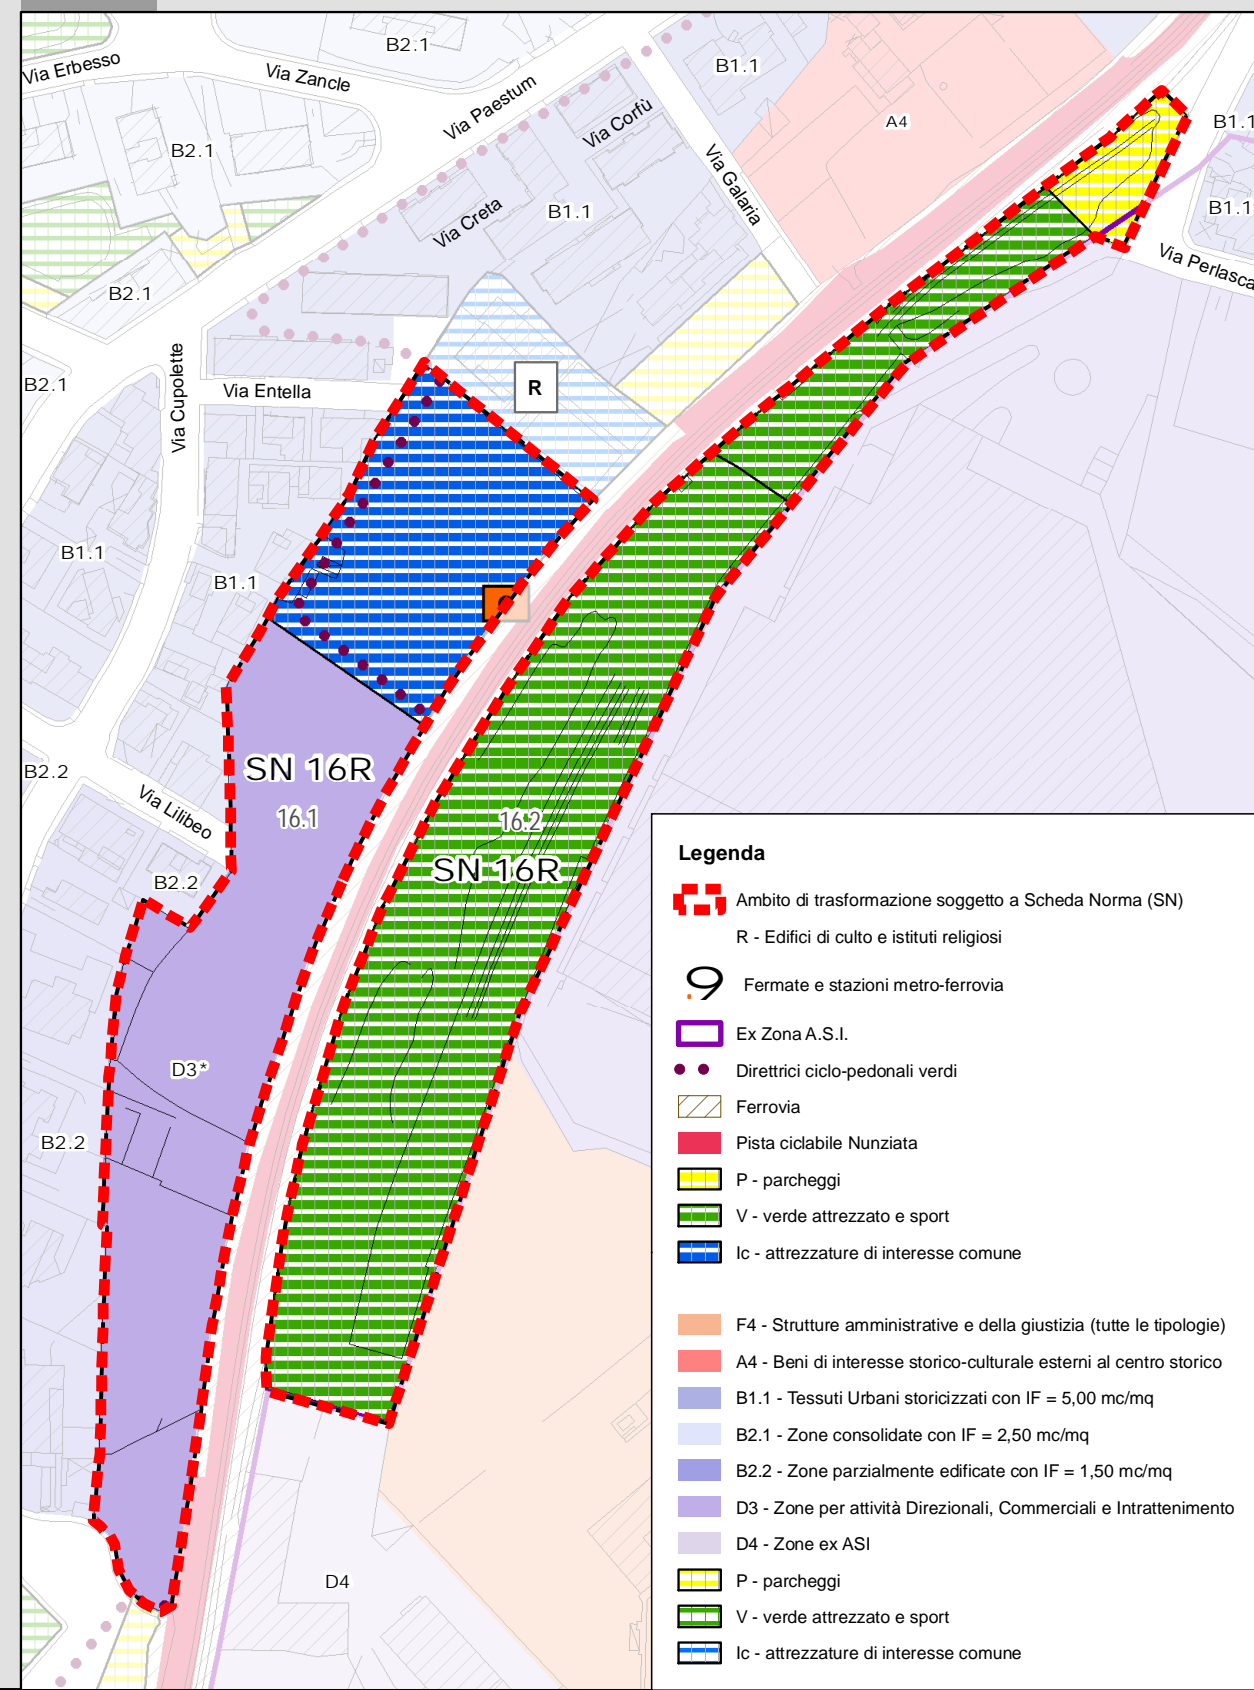 B2.1
Via Erbesso
Via Zancle
B1.1
Via Paestum
Via Corfù
A4
B1.1
B2.1
Via Galaria
Via Creta
B1.1
B1.1
Via Perlasca
B2.1
Via Cupolette
B2.1
Via Entella
R
B1.1
B1.1
SN 16R
16.1
B2.2
Via Lilibeo
16.2
SN 16R
B2.2
D3*
B2.2
D4
Legenda
Ambito di trasformazione soggetto a Scheda Norma (SN)
R - Edifici di culto e istituti religiosi
Fermate e stazioni metro-ferrovia
Ex Zona A.S.I.
Direttrici ciclo-pedonali verdi
Ferrovia
Pista ciclabile Nunziata
P - parcheggi
V - verde attrezzato e sport
Ic - attrezzature di interesse comune
F4 - Strutture amministrative e della giustizia (tutte le tipologie)
A4 - Beni di interesse storico-culturale esterni al centro storico
B1.1 - Tessuti Urbani storicizzati con IF = 5,00 mc/mq
B2.1 - Zone consolidate con IF = 2,50 mc/mq
B2.2 - Zone parzialmente edificate con IF = 1,50 mc/mq
D3 - Zone per attività Direzionali, Commerciali e Intrattenimento
D4 - Zone ex ASI
P - parcheggi
V - verde attrezzato e sport
Ic - attrezzature di interesse comune